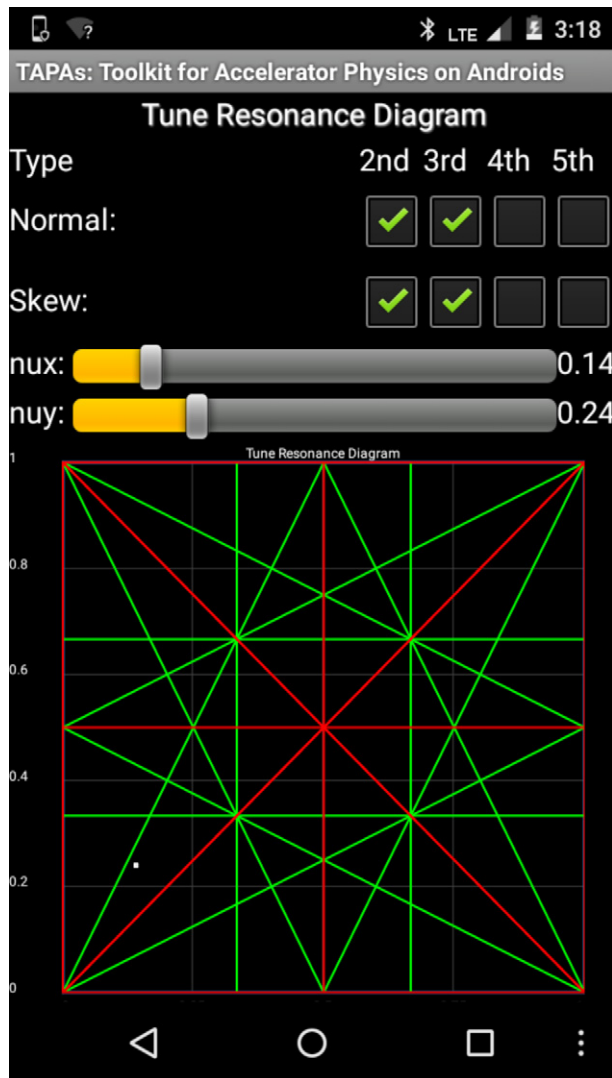 ? LTE 3:18
TAPAs: Toolkit for Accelerator Physics on Androids
Tune Resonance Diagram
Type 2nd 3rd 4th 5th
Normal:
Skew:
nux: 0.14
nuy: 0.24
Tune Resonance Diagram
1
0.8
0.6
0.4
0.2
0